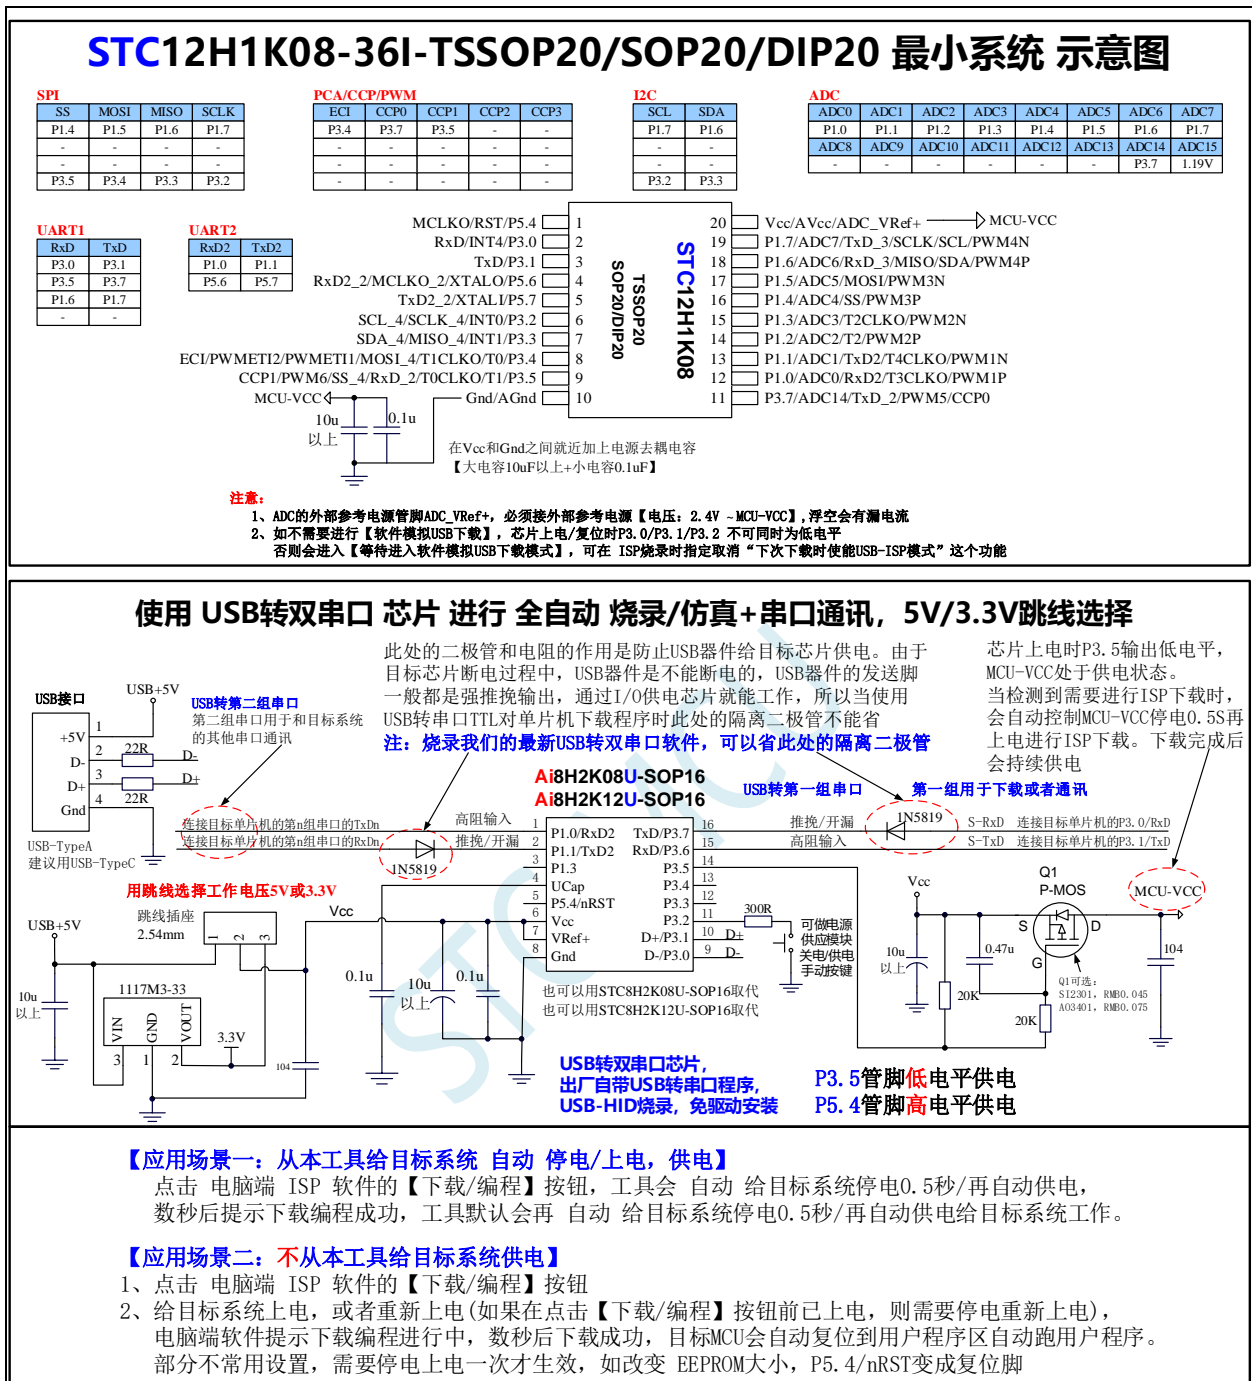 STC12H1K08-36I-TSSOP20/SOP20/DIP20 最小系统 示意图
SPI
SS MOSI MISO SCLK
P1.4 P1.5 P1.6 P1.7
- - - -
- - - -
P3.5 P3.4 P3.3 P3.2
PCA/CCP/PWM
ECI CCP0 CCP1 CCP2 CCP3
P3.4 P3.7 P3.5 - -
- - - - -
- - - - -
- - - - -
I2C
SCL SDA
P1.7 P1.6
- -
- -
P3.2 P3.3
ADC
ADC0 ADC1 ADC2 ADC3 ADC4 ADC5 ADC6 ADC7
P1.0 P1.1 P1.2 P1.3 P1.4 P1.5 P1.6 P1.7
ADC8 ADC9 ADC10 ADC11 ADC12 ADC13 ADC14 ADC15
- - - - - - P3.7 1.19V
UART1
RxD TxD
P3.0 P3.1
P3.5 P3.7
P1.6 P1.7
- -
UART2
RxD2 TxD2
P1.0 P1.1
P5.6 P5.7
MCLKO/RST/P5.4 1
RxD/INT4/P3.0 2
TxD/P3.1 3
RxD2_2/MCLKO_2/XTALO/P5.6 4
TxD2_2/XTALI/P5.7 5
SCL_4/SCLK_4/INT0/P3.2 6
SDA_4/MISO_4/INT1/P3.3 7
ECI/PWMETI2/PWMETI1/MOSI_4/T1CLKO/T0/P3.4 8
CCP1/PWM6/SS_4/RxD_2/T0CLKO/T1/P3.5 9
Gnd/AGnd 10
TSSOP20
SOP20/DIP20
STC12H1K08
20 Vcc/AVcc/ADC_VRef+ MCU-VCC
19 P1.7/ADC7/TxD_3/SCLK/SCL/PWM4N
18 P1.6/ADC6/RxD_3/MISO/SDA/PWM4P
17 P1.5/ADC5/MOSI/PWM3N
16 P1.4/ADC4/SS/PWM3P
15 P1.3/ADC3/T2CLKO/PWM2N
14 P1.2/ADC2/T2/PWM2P
13 P1.1/ADC1/TxD2/T4CLKO/PWM1N
12 P1.0/ADC0/RxD2/T3CLKO/PWM1P
11 P3.7/ADC14/TxD_2/PWM5/CCP0
MCU-VCC
10u
以上
0.1u
在Vcc和Gnd之间就近加上电源去耦电容
【大电容10uF以上+小电容0.1uF】
注意：
1、ADC的外部参考电源管脚ADC_VRef+，必须接外部参考电源【电压：2.4V ~MCU-VCC】,浮空会有漏电流
2、如不需要进行【软件模拟USB下载】，芯片上电/复位时P3.0/P3.1/P3.2 不可同时为低电平
否则会进入【等待进入软件模拟USB下载模式】，可在 ISP烧录时指定取消“下次下载时使能USB-ISP模式”这个功能
使用 USB转双串口 芯片 进行 全自动 烧录/仿真+串口通讯，5V/3.3V跳线选择
此处的二极管和电阻的作用是防止USB器件给目标芯片供电。由于
目标芯片断电过程中，USB器件是不能断电的，USB器件的发送脚
一般都是强推挽输出，通过I/O供电芯片就能工作，所以当使用
USB转串口TTL对单片机下载程序时此处的隔离二极管不能省
注：烧录我们的最新USB转双串口软件，可以省此处的隔离二极管
芯片上电时P3.5输出低电平，
MCU-VCC处于供电状态。
当检测到需要进行ISP下载时，
会自动控制MCU-VCC停电0.5S再
上电进行ISP下载。下载完成后
会持续供电
USB接口
USB+5V
+5V 1
D- 2
D+ 3
Gnd 4
22R
22R
D-
D+
USB-TypeA
建议用USB-TypeC
USB转第二组串口
第二组串口用于和目标系统
的其他串口通讯
连接目标单片机的第n组串口的TxDn
连接目标单片机的第n组串口的RxDn
高阻输入
推挽/开漏
1N5819
Ai8H2K08U-SOP16
Ai8H2K12U-SOP16
1 P1.0/RxD2
2 P1.1/TxD2
3 P1.3
4 UCap
5 P5.4/nRST
6 Vcc
7 VRef+
8 Gnd
TxD/P3.7 16
RxD/P3.6 15
P3.5 14
P3.4 13
P3.3 12
P3.2 11
D+/P3.1 10 D+
D-/P3.0 9 D-
也可以用STC8H2K08U-SOP16取代
也可以用STC8H2K12U-SOP16取代
USB转第一组串口
第一组用于下载或者通讯
推挽/开漏
高阻输入
1N5819
S-RxD 连接目标单片机的P3.0/RxD
S-TxD 连接目标单片机的P3.1/TxD
300R
可做电源
供应模块
关电/供电
手动按键
Vcc
10u
以上
0.47u
20K
20K
Q1
P-MOS
S
D
G
Q1可选：
SI2301, RMB0.045
AO3401, RMB0.075
MCU-VCC
104
用跳线选择工作电压5V或3.3V
USB+5V
跳线插座
2.54mm
1 2 3
Vcc
10u
以上
1117M3-33
VIN GND VOUT
3 1 2
3.3V
104
0.1u
10u
以上
0.1u
USB转双串口芯片，
出厂自带USB转串口程序，
USB-HID烧录，免驱动安装
P3.5管脚低电平供电
P5.4管脚高电平供电
STC MCU
【应用场景一：从本工具给目标系统 自动 停电/上电，供电】
点击 电脑端 ISP 软件的【下载/编程】按钮，工具会 自动 给目标系统停电0.5秒/再自动供电，
数秒后提示下载编程成功，工具默认会再 自动 给目标系统停电0.5秒/再自动供电给目标系统工作。
【应用场景二：不从本工具给目标系统供电】
1、点击 电脑端 ISP 软件的【下载/编程】按钮
2、给目标系统上电，或者重新上电(如果在点击【下载/编程】按钮前已上电，则需要停电重新上电)，
电脑端软件提示下载编程进行中，数秒后下载成功，目标MCU会自动复位到用户程序区自动跑用户程序。
部分不常用设置，需要停电上电一次才生效，如改变 EEPROM大小，P5.4/nRST变成复位脚